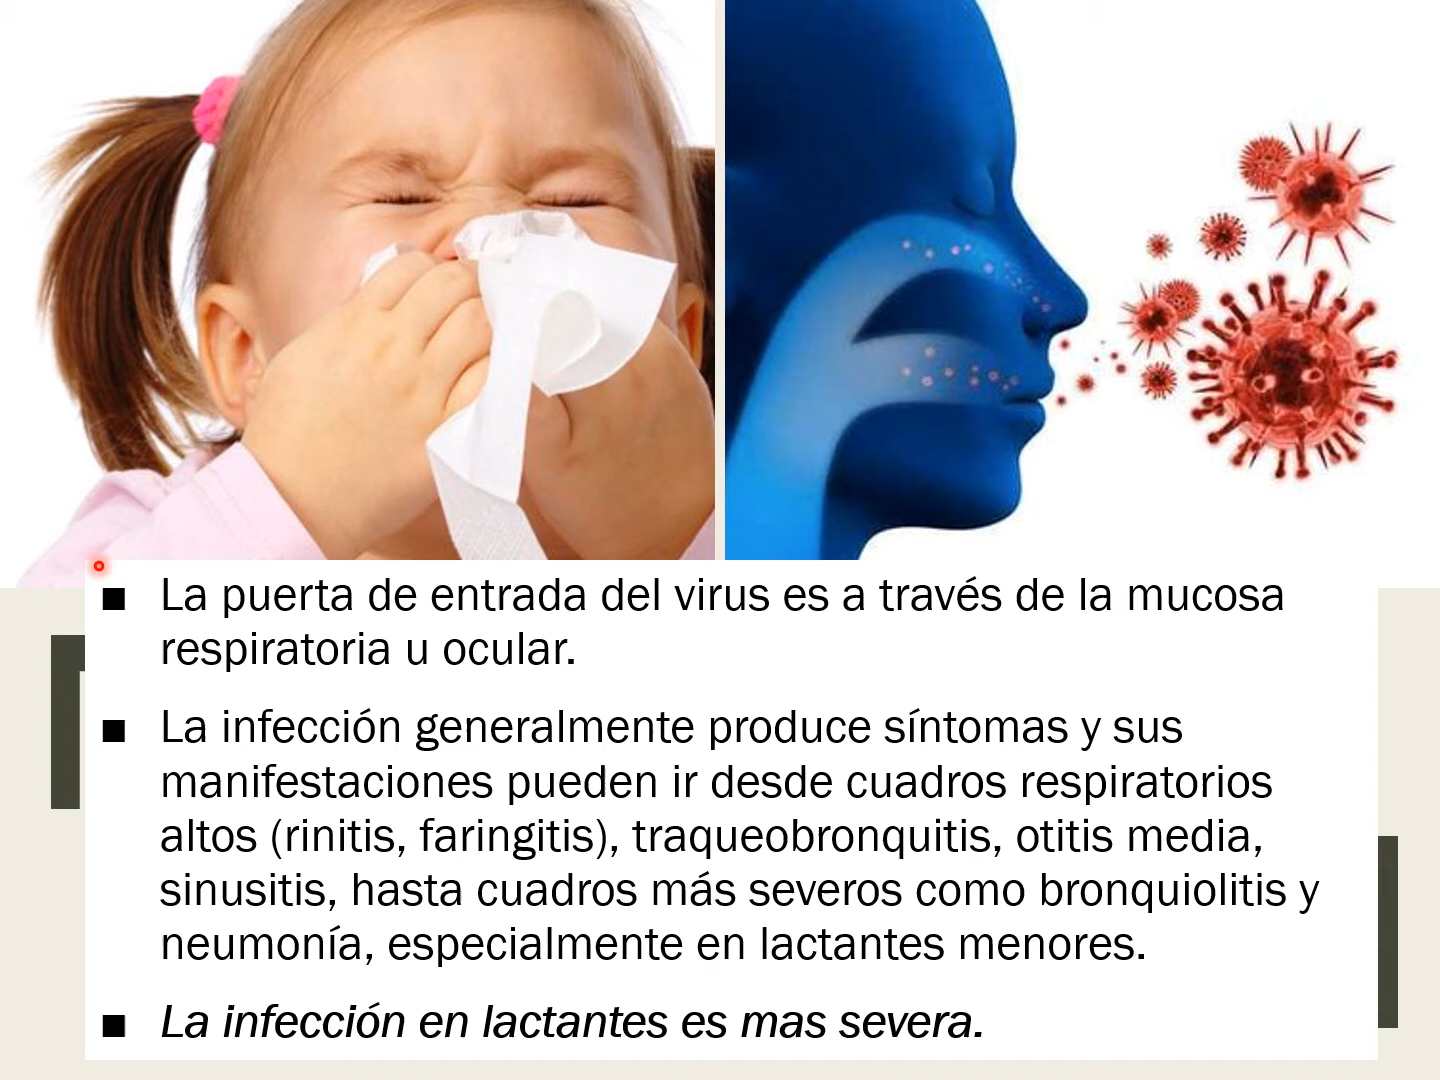 ■ La puerta de entrada del virus es a través de la mucosa
respiratoria u ocular.
■ La infección generalmente produce síntomas y sus
manifestaciones pueden ir desde cuadros respiratorios
altos (rinitis, faringitis), traqueobronquitis, otitis media,
sinusitis, hasta cuadros más severos como bronquiolitis y
neumonía, especialmente en lactantes menores.
■ La infección en lactantes es mas severa.